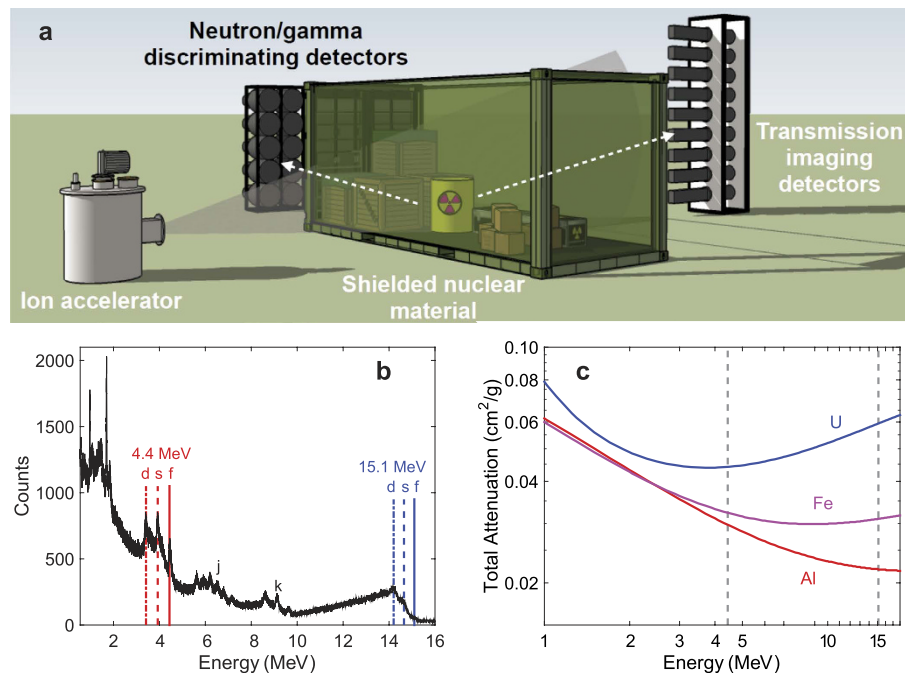 a
Neutron/gamma
discriminating detectors
Transmission
imaging
detectors
Ion accelerator
Shielded nuclear
material
b
2000
1500
1000
500
0
Counts
4.4 MeV
d s f
15.1 MeV
d s f
j
k
2 4 6 8 10 12 14 16
Energy (MeV)
c
0.10
0.08
0.06
0.04
0.02
Total Attenuation (cm²/g)
U
Fe
Al
1 2 3 4 5 10 15
Energy (MeV)